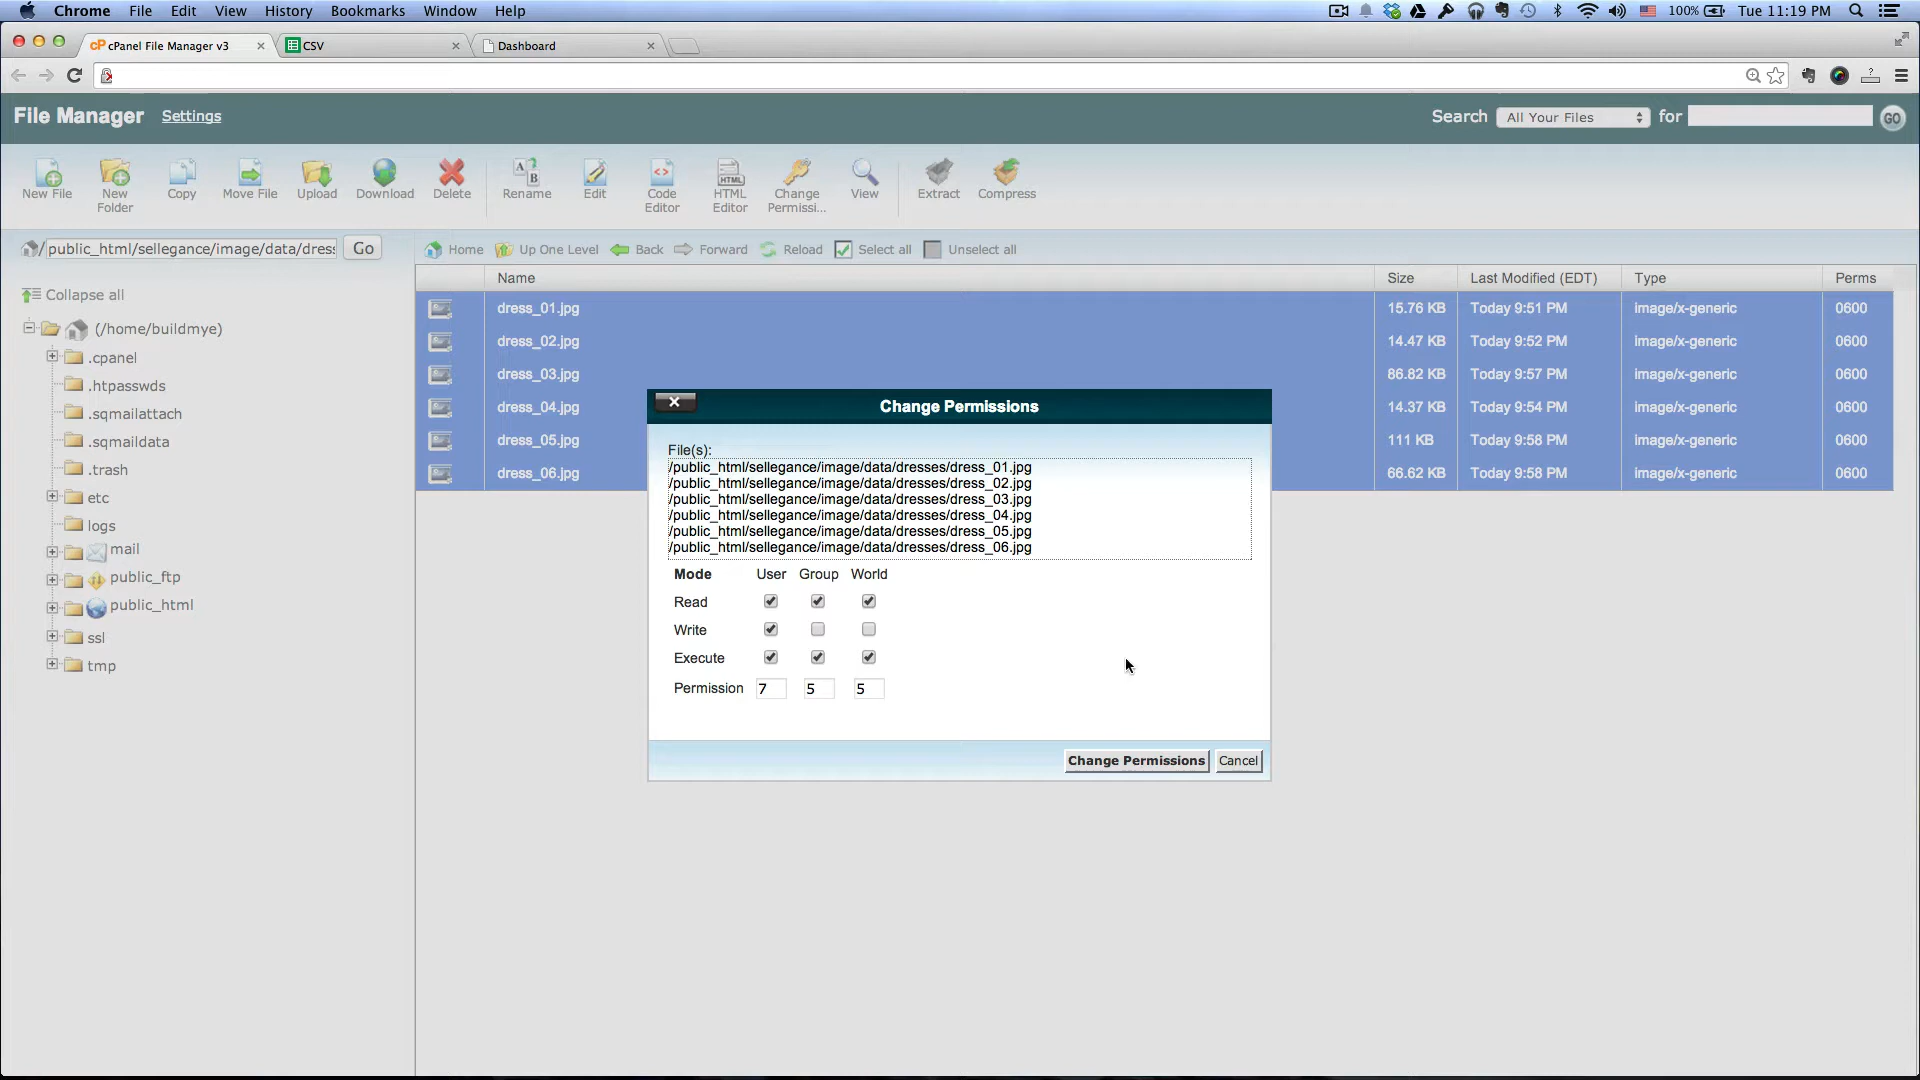 Chrome File Edit View History Bookmarks Window Help 100% Tue 11:19 PM
cP cPanel File Manager v3 CSV Dashboard
File Manager Settings Search All Your Files for GO
New File New Folder Copy Move File Upload Download Delete Rename Edit Code Editor HTML Editor Change Permissi... View Extract Compress
/ public_html/sellegance/image/data/dress Go
Home Up One Level Back Forward Reload Select all Unselect all
Collapse all
(/home/buildmye)
.cpanel
.htpasswds
.sqmailattach
.sqmaildata
.trash
etc
logs
mail
public_ftp
public_html
ssl
tmp
Name Size Last Modified (EDT) Type Perms
dress_01.jpg 15.76 KB Today 9:51 PM image/x-generic 0600
dress_02.jpg 14.47 KB Today 9:52 PM image/x-generic 0600
dress_03.jpg 86.82 KB Today 9:57 PM image/x-generic 0600
dress_04.jpg 14.37 KB Today 9:54 PM image/x-generic 0600
dress_05.jpg 111 KB Today 9:58 PM image/x-generic 0600
dress_06.jpg 66.62 KB Today 9:58 PM image/x-generic 0600
Change Permissions
File(s):
/public_html/sellegance/image/data/dresses/dress_01.jpg
/public_html/sellegance/image/data/dresses/dress_02.jpg
/public_html/sellegance/image/data/dresses/dress_03.jpg
/public_html/sellegance/image/data/dresses/dress_04.jpg
/public_html/sellegance/image/data/dresses/dress_05.jpg
/public_html/sellegance/image/data/dresses/dress_06.jpg
Mode User Group World
Read
Write
Execute
Permission 7 5 5
Change Permissions Cancel